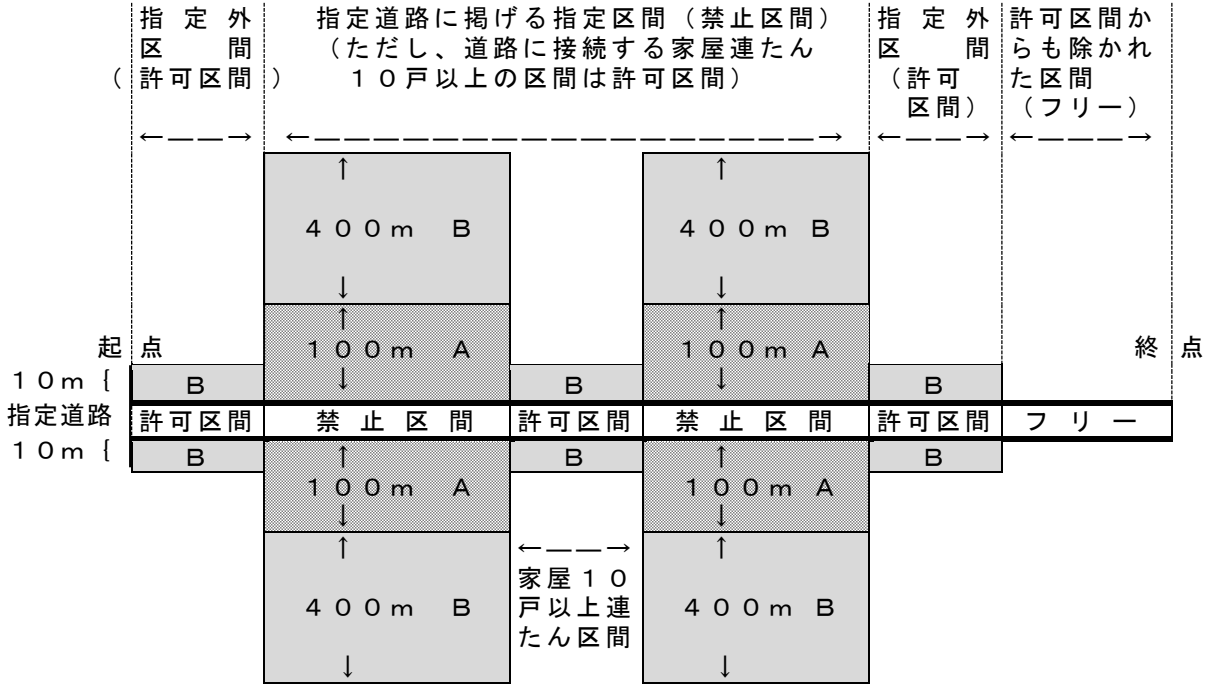 指定外
区間
（許可区間）
指定道路に掲げる指定区間（禁止区間）
（ただし、道路に接続する家屋連たん
１０戸以上の区間は許可区間）
指定外
区間
（許可
区間）
許可区間か
らも除かれ
た区間
（フリー）
←――→
←―――――――――――――――→
←――→
←――→
↑
４００ｍ　Ｂ
↓
↑
４００ｍ　Ｂ
↓
↑
１００ｍ　Ａ
↓
↑
１００ｍ　Ａ
↓
起点
終点
１０ｍ｛
Ｂ
Ｂ
Ｂ
指定道路
許可区間
禁止区間
許可区間
禁止区間
許可区間
フリー
１０ｍ｛
Ｂ
Ｂ
Ｂ
↑
１００ｍ　Ａ
↓
↑
１００ｍ　Ａ
↓
↑
４００ｍ　Ｂ
↓
←――→
家屋１０
戸以上連
たん区間
↑
４００ｍ　Ｂ
↓